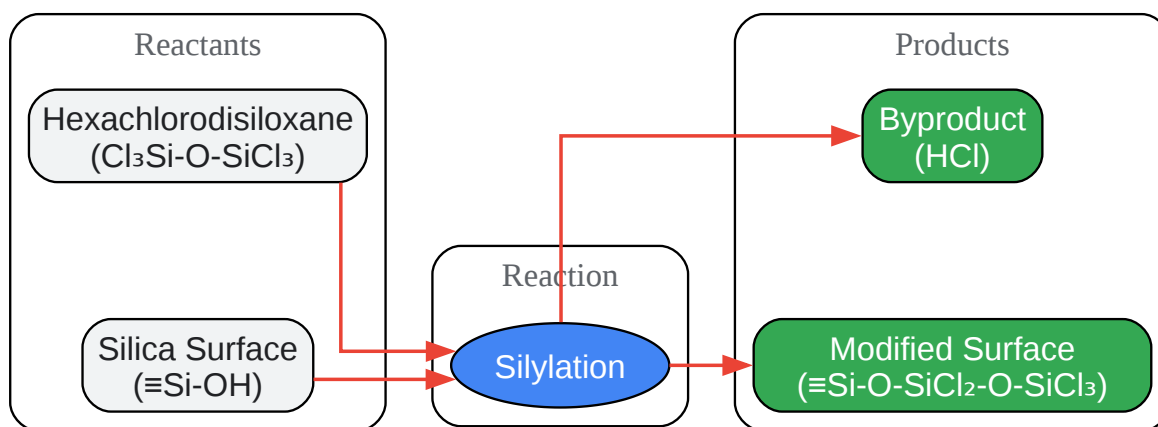 Reactants
Hexachlorodisiloxane
(Cl₃Si-O-SiCl₃)
Silica Surface
(≡Si-OH)
Reaction
Silylation
Products
Byproduct
(HCl)
Modified Surface
(≡Si-O-SiCl₂-O-SiCl₃)